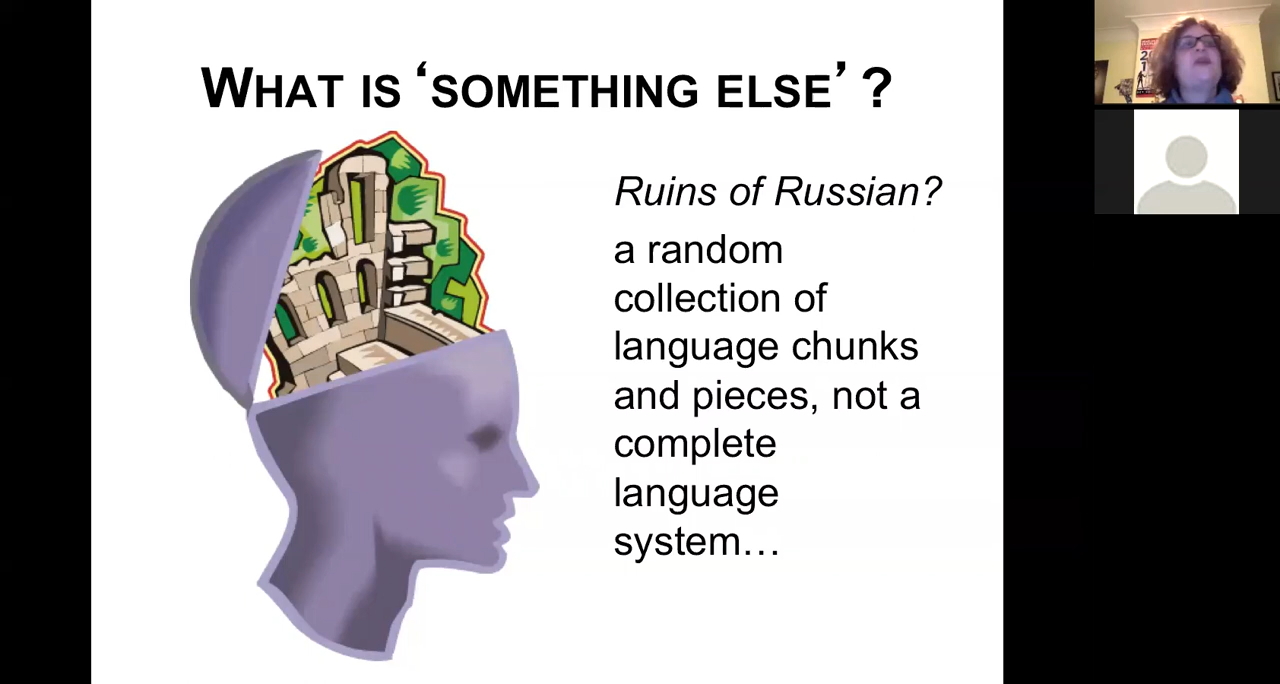 WHAT IS ‘SOMETHING ELSE’ ?
Ruins of Russian?
a random
collection of
language chunks
and pieces, not a
complete
language
system…